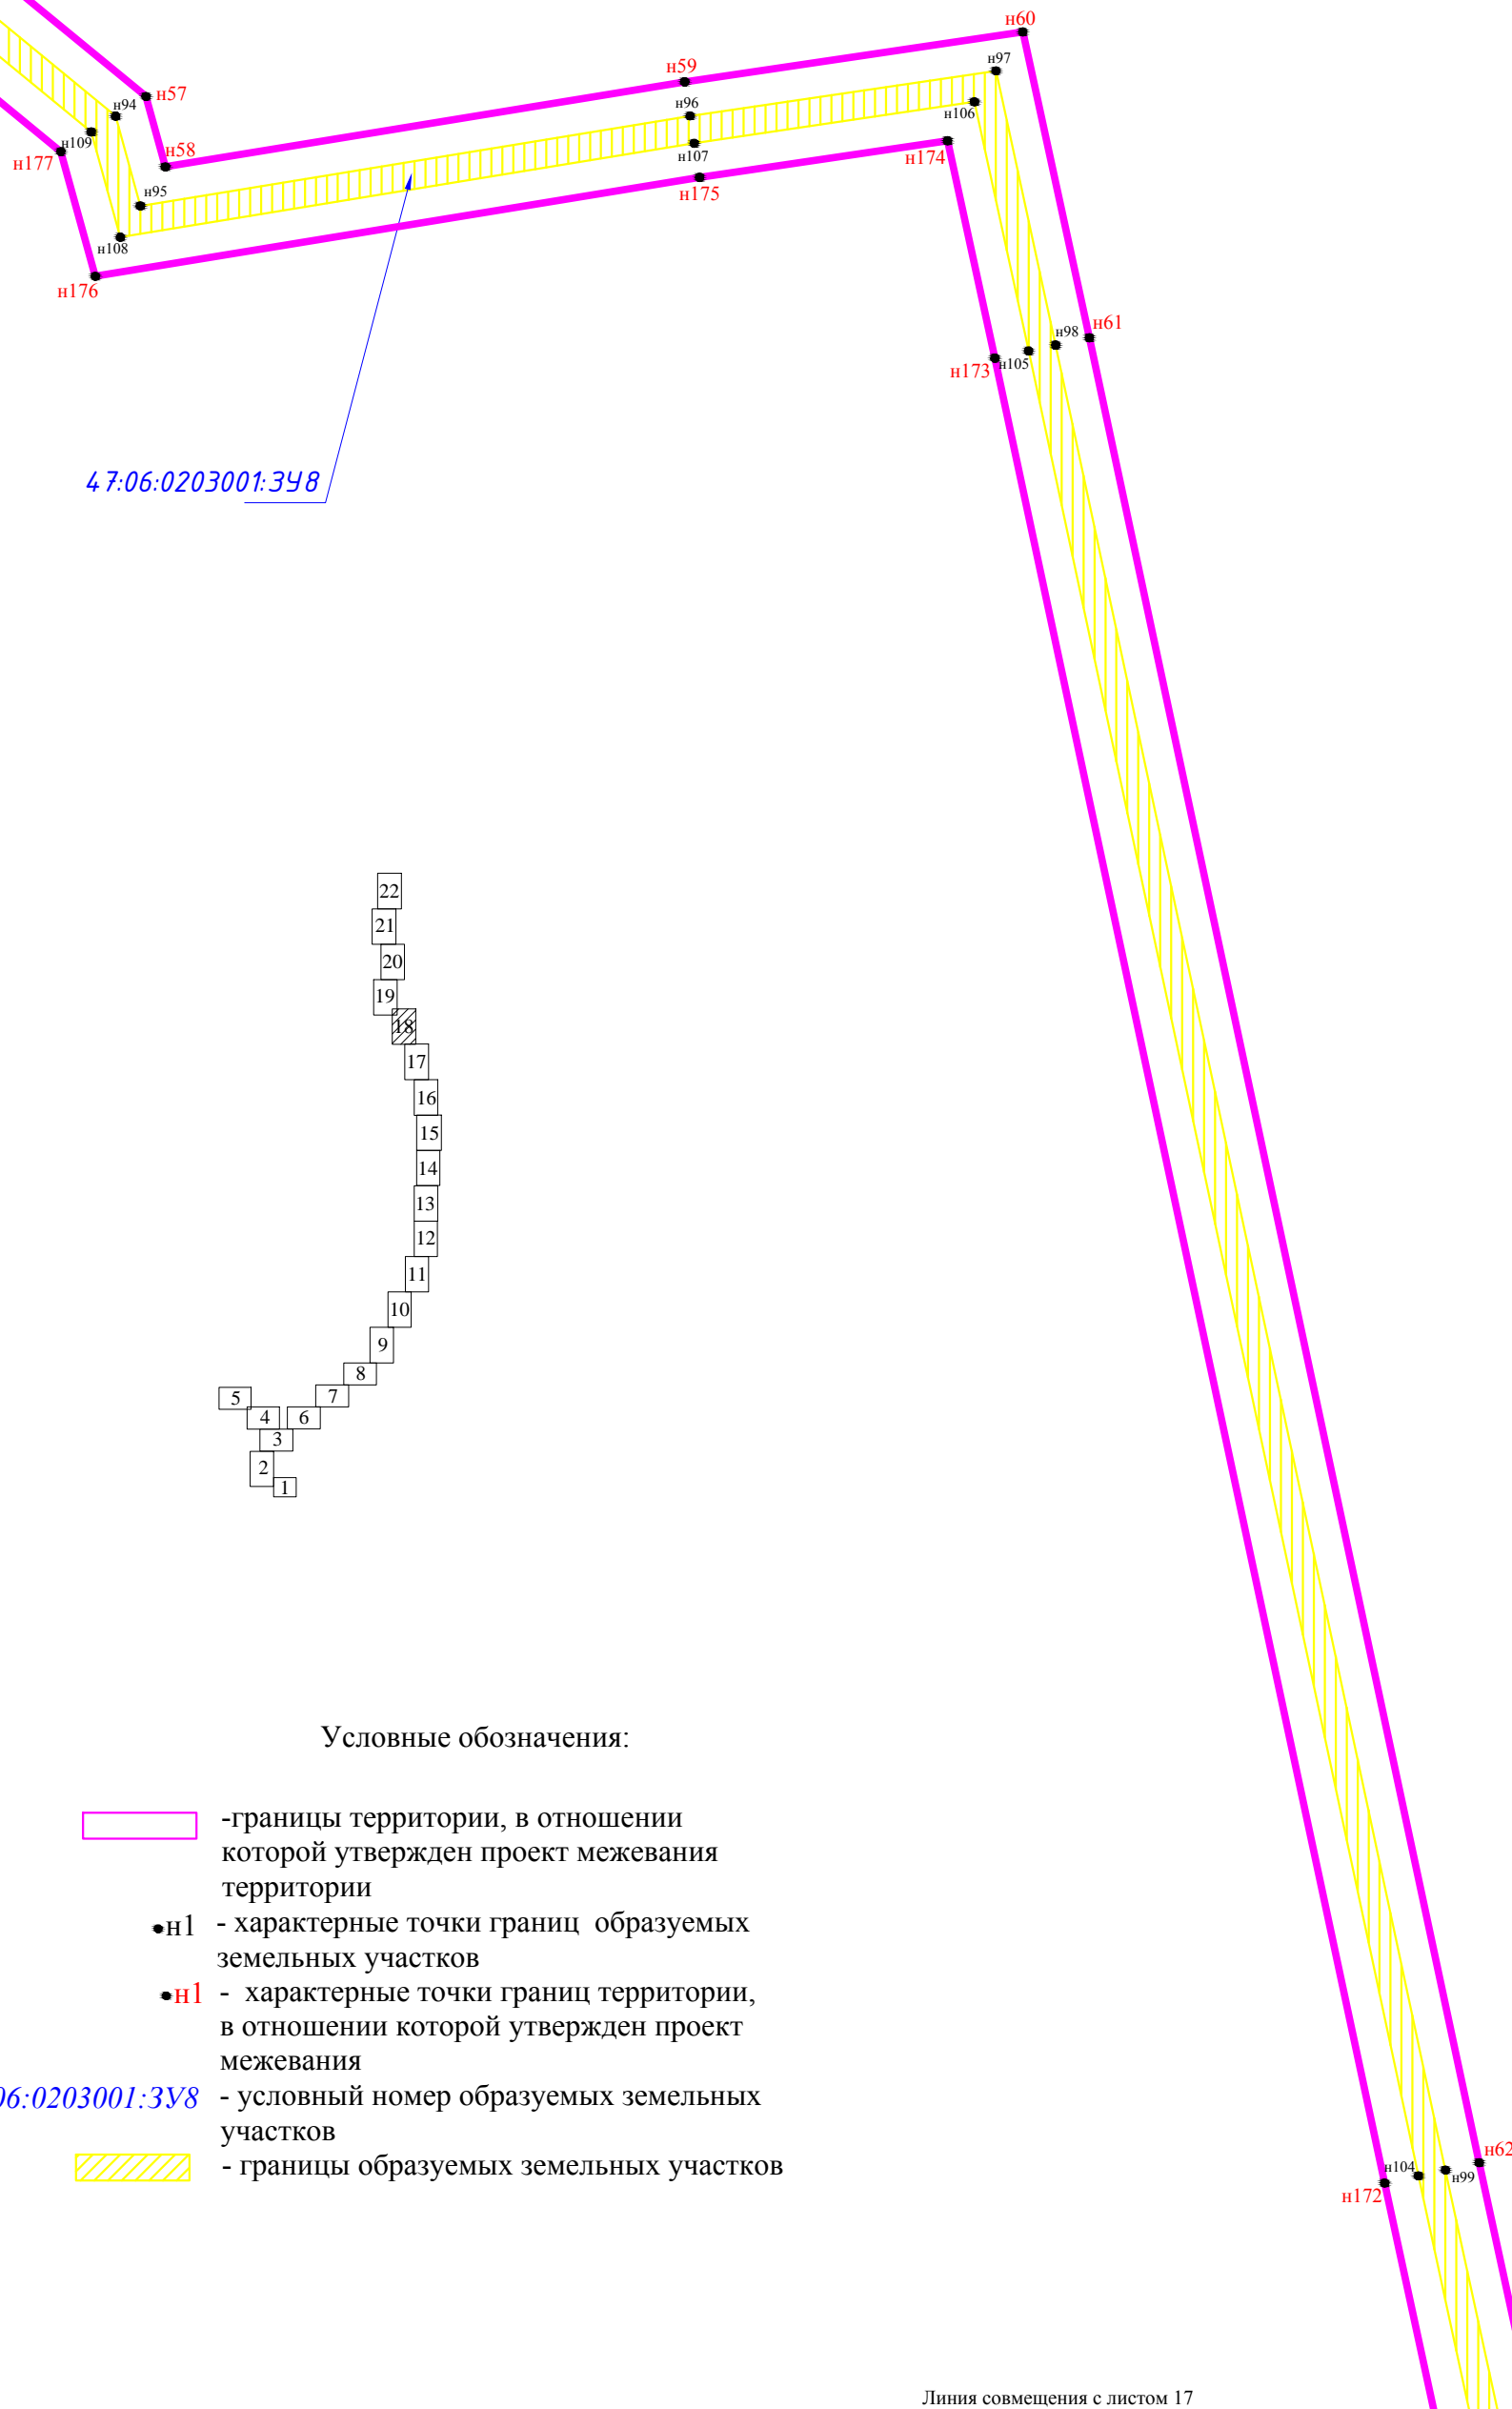 н60
н97
н59
н57
н94
н96
н106
н109
н58
н107
н177
н174
н175
н95
н108
н176
н61
н98
н105
н173
47:06:0203001:ЗУ8
22
21
20
19
18
17
16
15
14
13
12
11
10
9
8
7
5
4
6
3
2
1
Условные обозначения:
-границы территории, в отношении
которой утвержден проект межевания
территории
н1 - характерные точки границ образуемых
земельных участков
н1 - характерные точки границ территории,
в отношении которой утвержден проект
межевания
06:0203001:ЗУ8 - условный номер образуемых земельных
участков
- границы образуемых земельных участков
н62
н104
н99
н172
Линия совмещения с листом 17